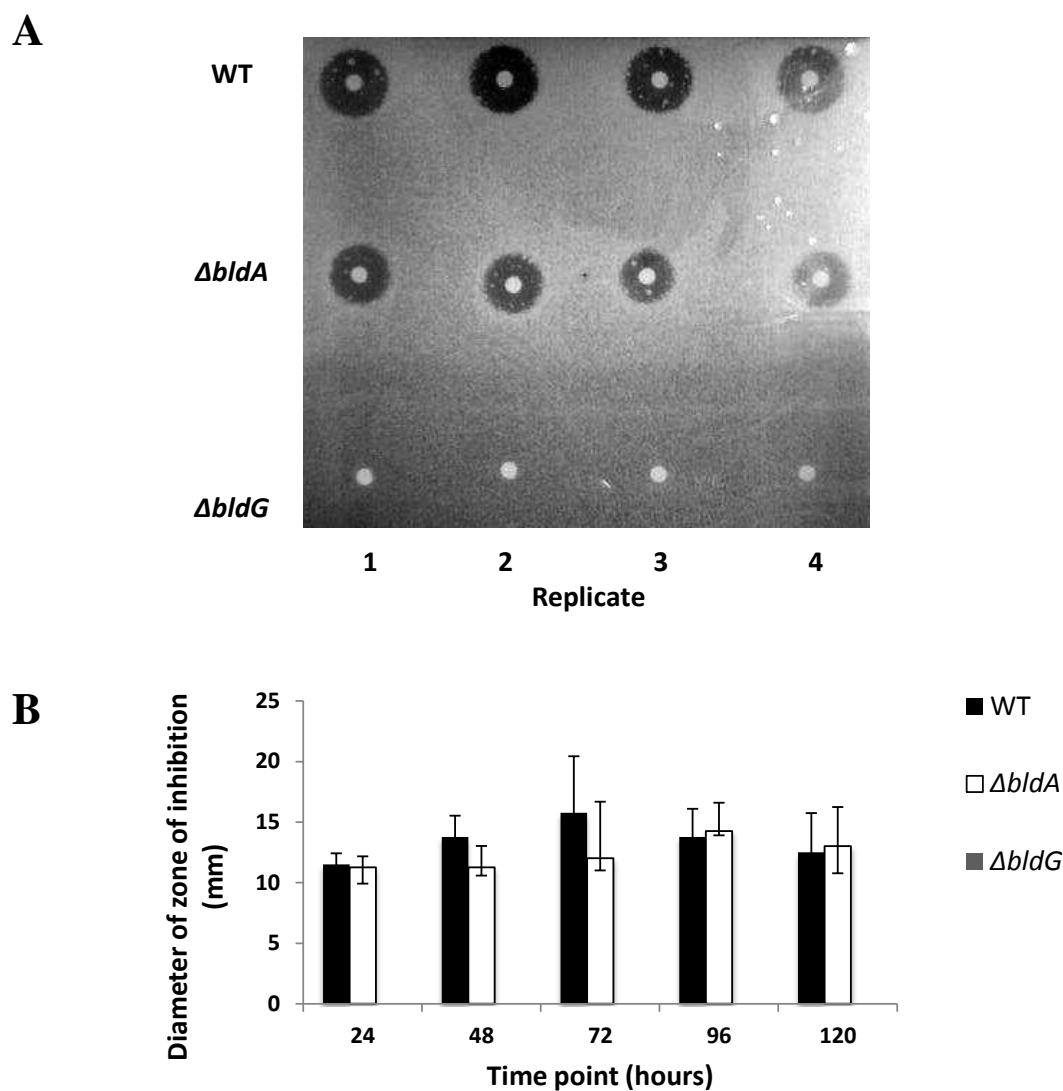 A
WT
ΔbldA
ΔbldG
1 2 3 4
Replicate
B
Diameter of zone of inhibition
(mm)
25
20
15
10
5
0
24 48 72 96 120
Time point (hours)
WT
ΔbldA
ΔbldG